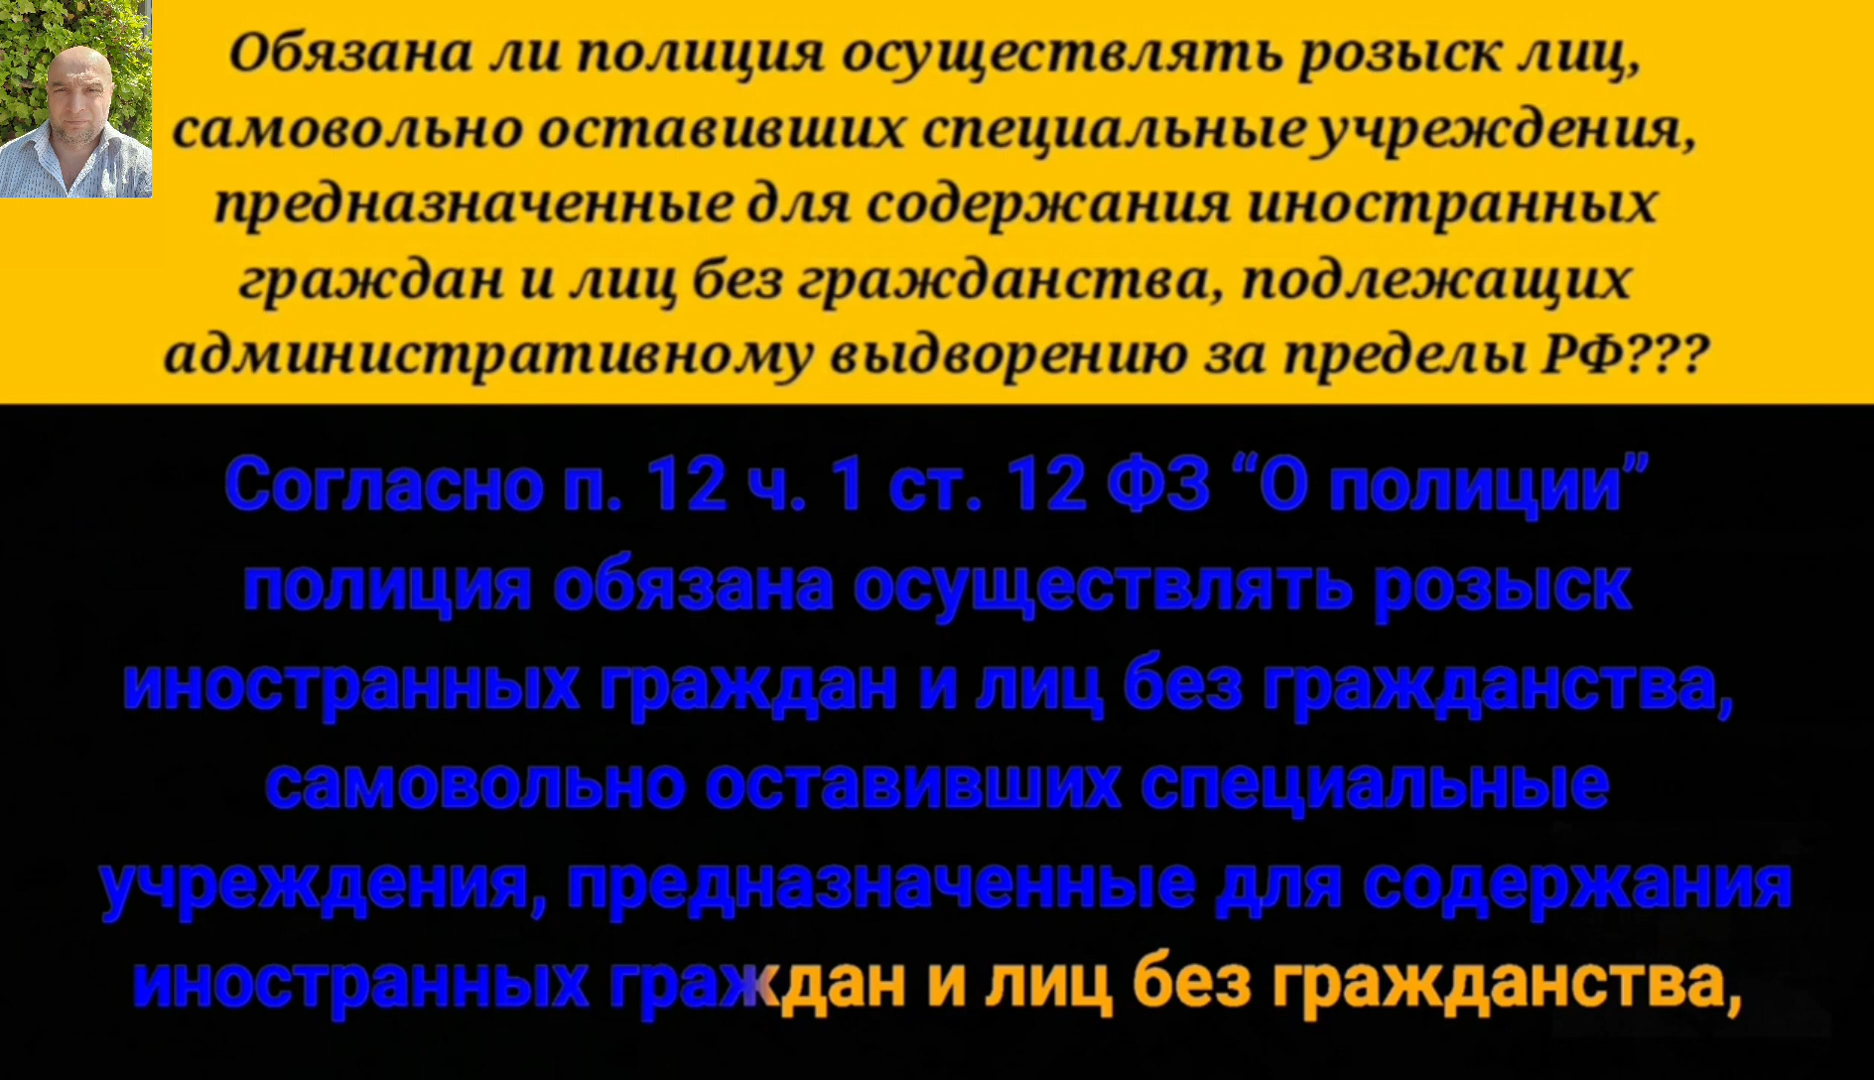 Обязана ли полиция осуществлять розыск лиц,
самовольно оставивших специальные учреждения,
предназначенные для содержания иностранных
граждан и лиц без гражданства, подлежащих
административному выдворению за пределы РФ???
Согласно п. 12 ч. 1 ст. 12 ФЗ “О полиции”
полиция обязана осуществлять розыск
иностранных граждан и лиц без гражданства,
самовольно оставивших специальные
учреждения, предназначенные для содержания
иностранных граждан и лиц без гражданства,